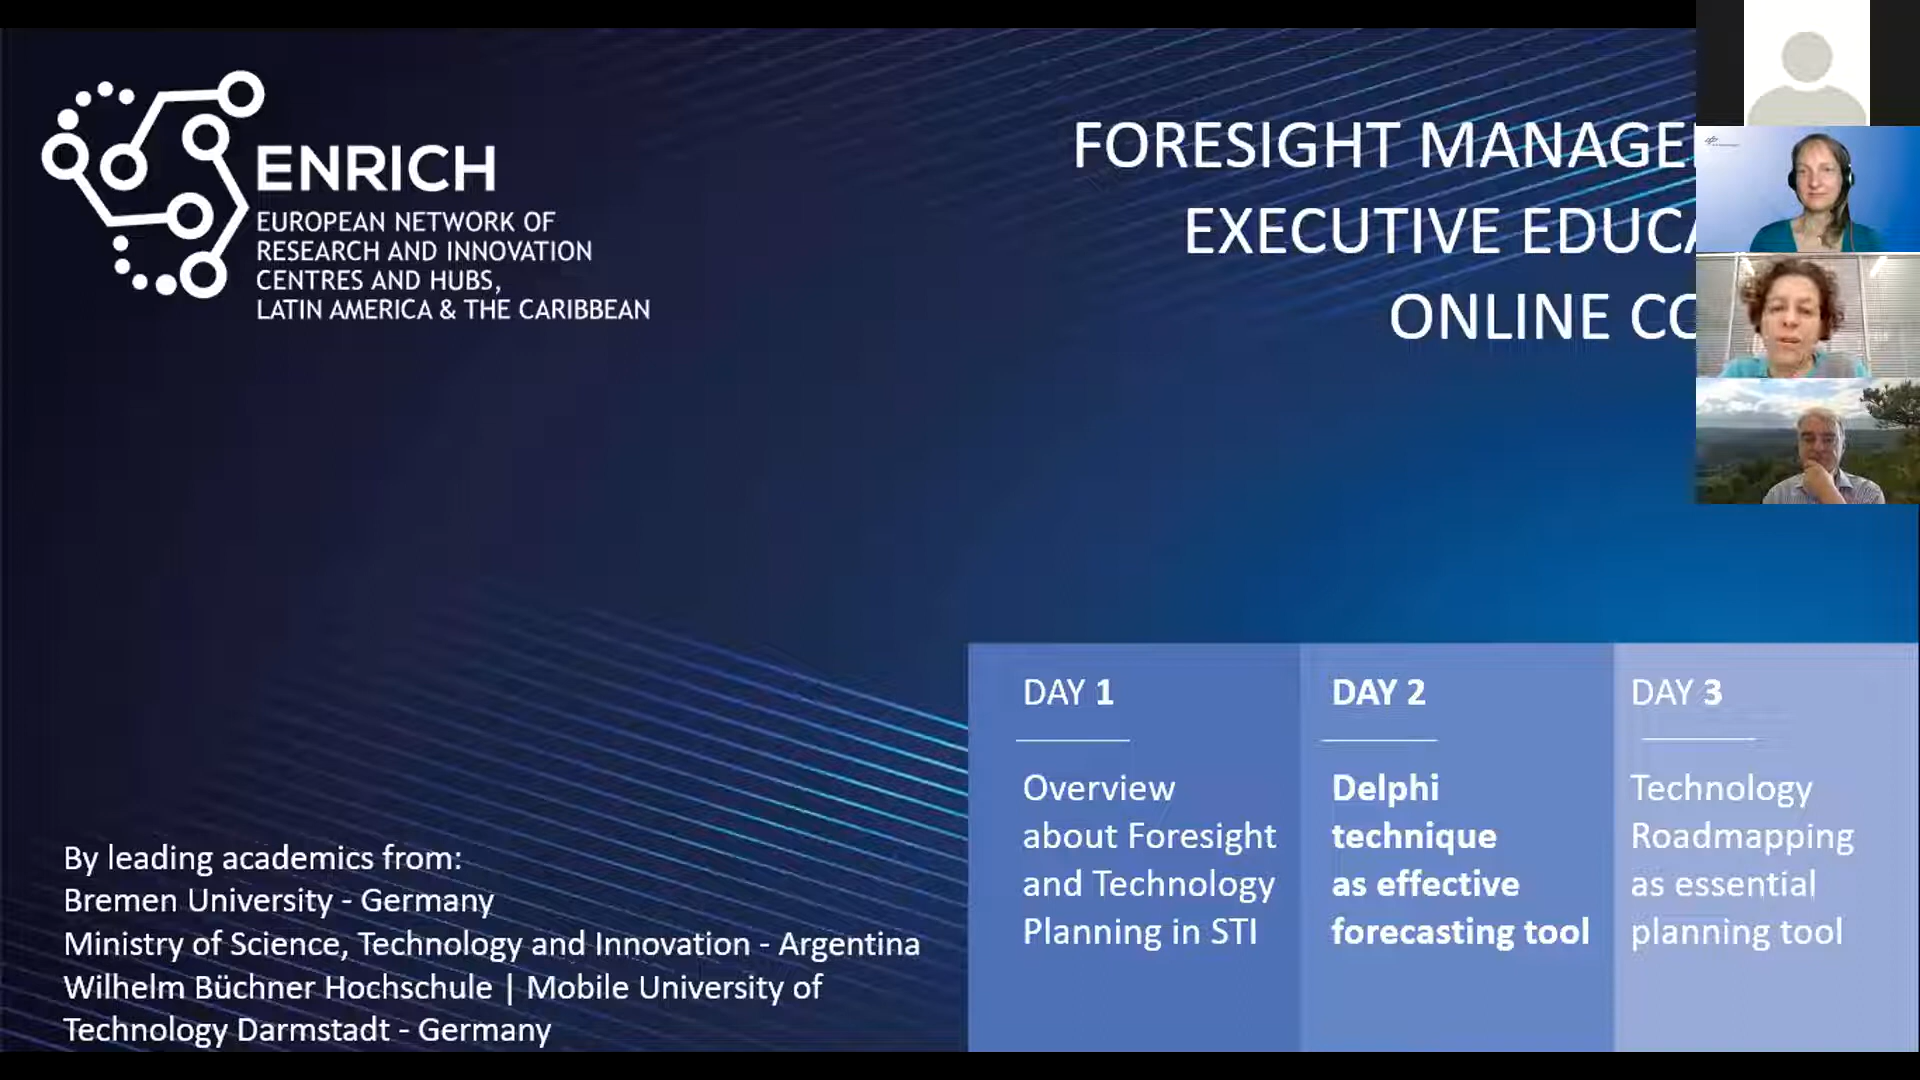 ENRICH
EUROPEAN NETWORK OF
RESEARCH AND INNOVATION
CENTRES AND HUBS,
LATIN AMERICA & THE CARIBBEAN
FORESIGHT MANAGE
EXECUTIVE EDUCA
ONLINE CO
DAY 1
Overview
about Foresight
and Technology
Planning in STI
DAY 2
Delphi
technique
as effective
forecasting tool
DAY 3
Technology
Roadmapping
as essential
planning tool
By leading academics from:
Bremen University - Germany
Ministry of Science, Technology and Innovation - Argentina
Wilhelm Büchner Hochschule | Mobile University of
Technology Darmstadt - Germany